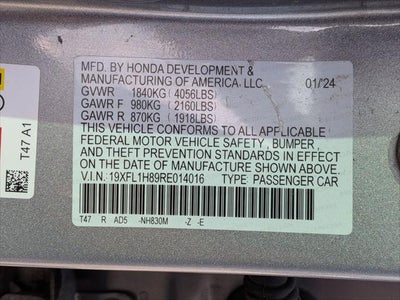 MFD. BY HONDA DEVELOPMENT &
MANUFACTURING OF AMERICA, LLC 01/24
GVWR 1840KG (4056LBS)
GAWR F 980KG (2160LBS)
GAWR R 870KG (1918LBS)
THIS VEHICLE CONFORMS TO ALL APPLICABLE
FEDERAL MOTOR VEHICLE SAFETY, BUMPER,
AND THEFT PREVENTION STANDARDS IN EFFECT
ON THE DATE OF MANUFACTURE SHOWN ABOVE.
V.I.N. 19XFL1H89RE014016 TYPE PASSENGER CAR
T47 R AD5 -NH830M -Z -E
T47 A1